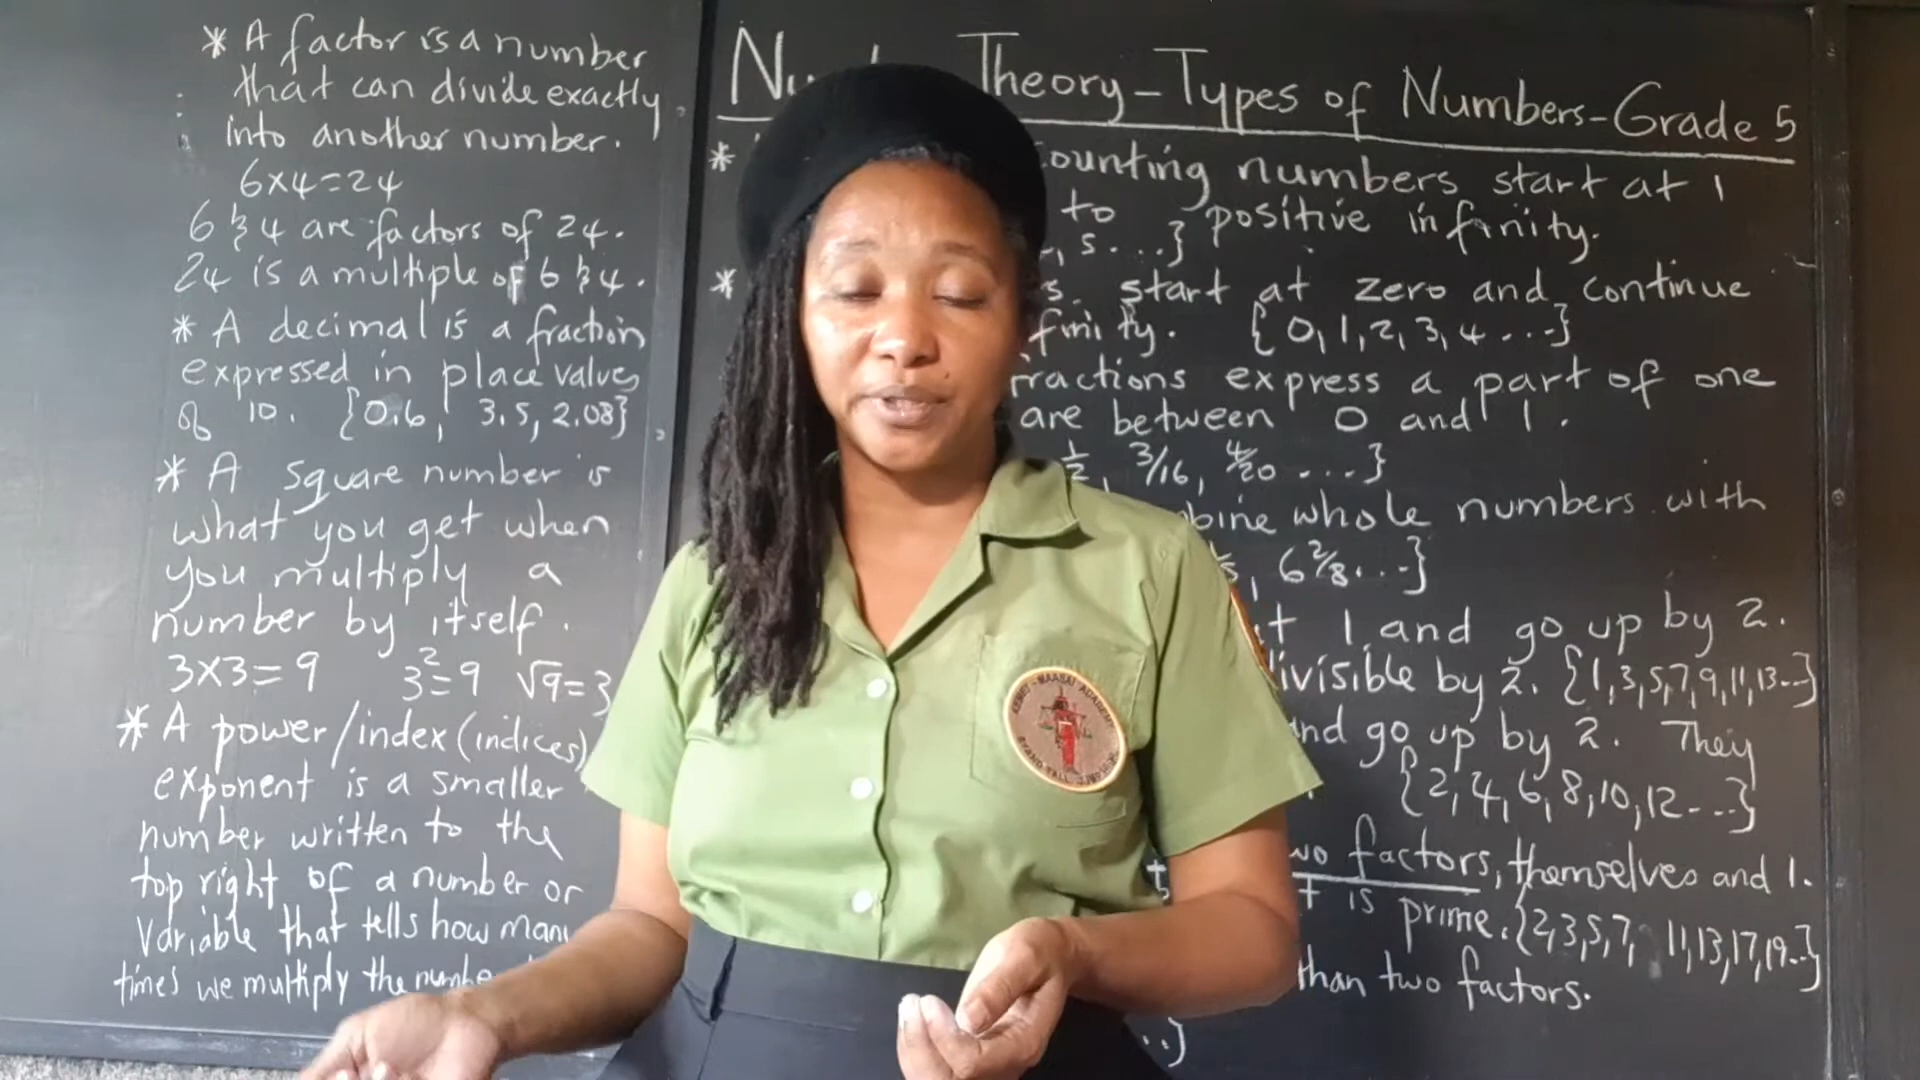 * A factor is a number
that can divide exactly
into another number.
6x4=24
6 & 4 are factors of 24.
24 is a multiple of 6 & 4.
* A decimal is a fraction
expressed in place values
of 10. {0.6, 3.5, 2.08}
* A square number is
what you get when
you multiply a
number by itself.
3x3=9 3²=9 √9=3
* A power/index (indices)
exponent is a smaller
number written to the
top right of a number or
variable that tells how many
times we multiply the
Theory - Types of Numbers - Grade 5
* counting numbers start at 1
to positive infinity.
, 5. ...}
* start at zero and continue
{0, 1, 2, 3, 4 ...}
fractions express a part of one
are between 0 and 1.
1/2, 3/16, 4/20 ....}
whole numbers with
6 2/8 ...}
1 and go up by 2.
divisible by 2. {1,3,5,7,9,11,13...}
and go up by 2. They
{2, 4, 6, 8, 10, 12 ...}
factors, themselves and 1.
is prime. {2,3,5,7, 11,13,17,19...}
than two factors.
..}
KEMET-MAASAI ACADEMY
STAND TALL